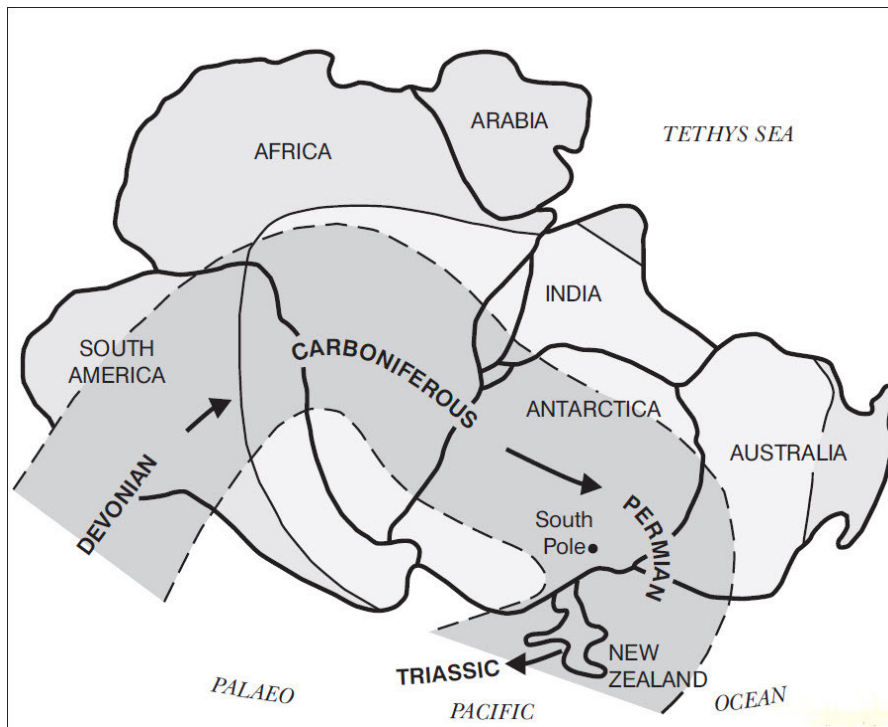 ARABIA
TETHYS SEA
AFRICA
INDIA
SOUTH
AMERICA
CARBONIFEROUS
ANTARCTICA
AUSTRALIA
DEVONIAN
South
Pole
PERMIAN
NEW
ZEALAND
TRIASSIC
PALAEO
PACIFIC
OCEAN